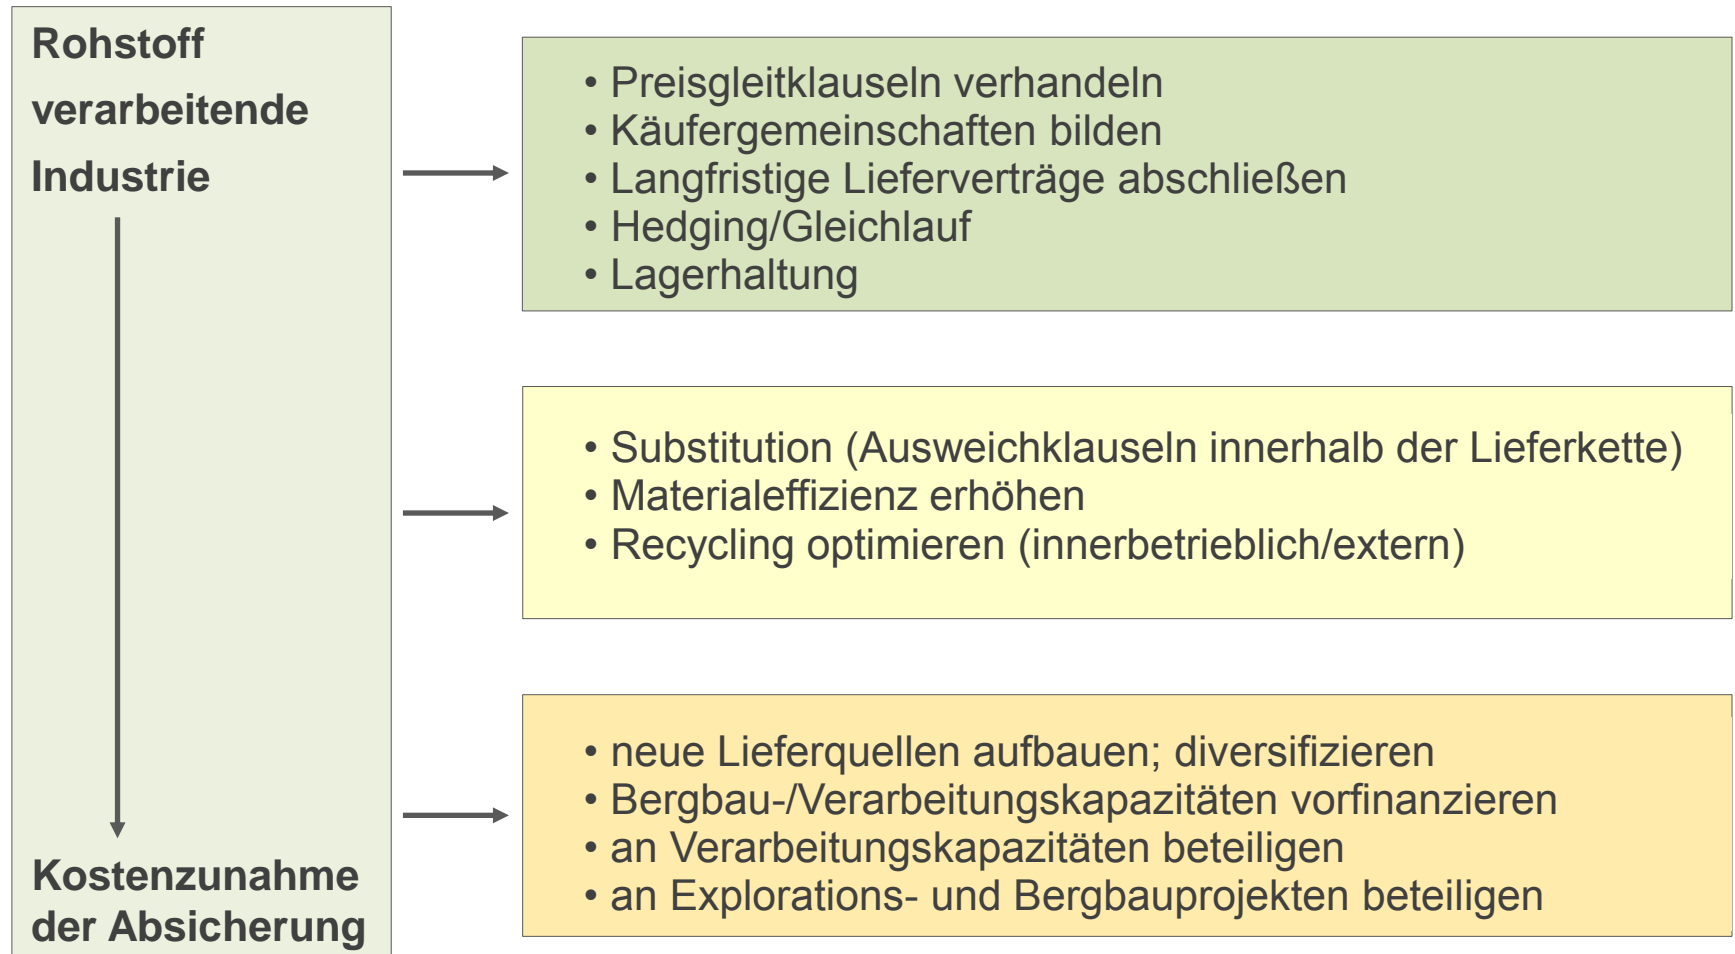 Rohstoff
verarbeitende
Industrie
• Preisgleitklauseln verhandeln
• Käufergemeinschaften bilden
• Langfristige Lieferverträge abschließen
• Hedging/Gleichlauf
• Lagerhaltung
• Substitution (Ausweichklauseln innerhalb der Lieferkette)
• Materialeffizienz erhöhen
• Recycling optimieren (innerbetrieblich/extern)
• neue Lieferquellen aufbauen; diversifizieren
• Bergbau-/Verarbeitungskapazitäten vorfinanzieren
• an Verarbeitungskapazitäten beteiligen
• an Explorations- und Bergbauprojekten beteiligen
Kostenzunahme
der Absicherung